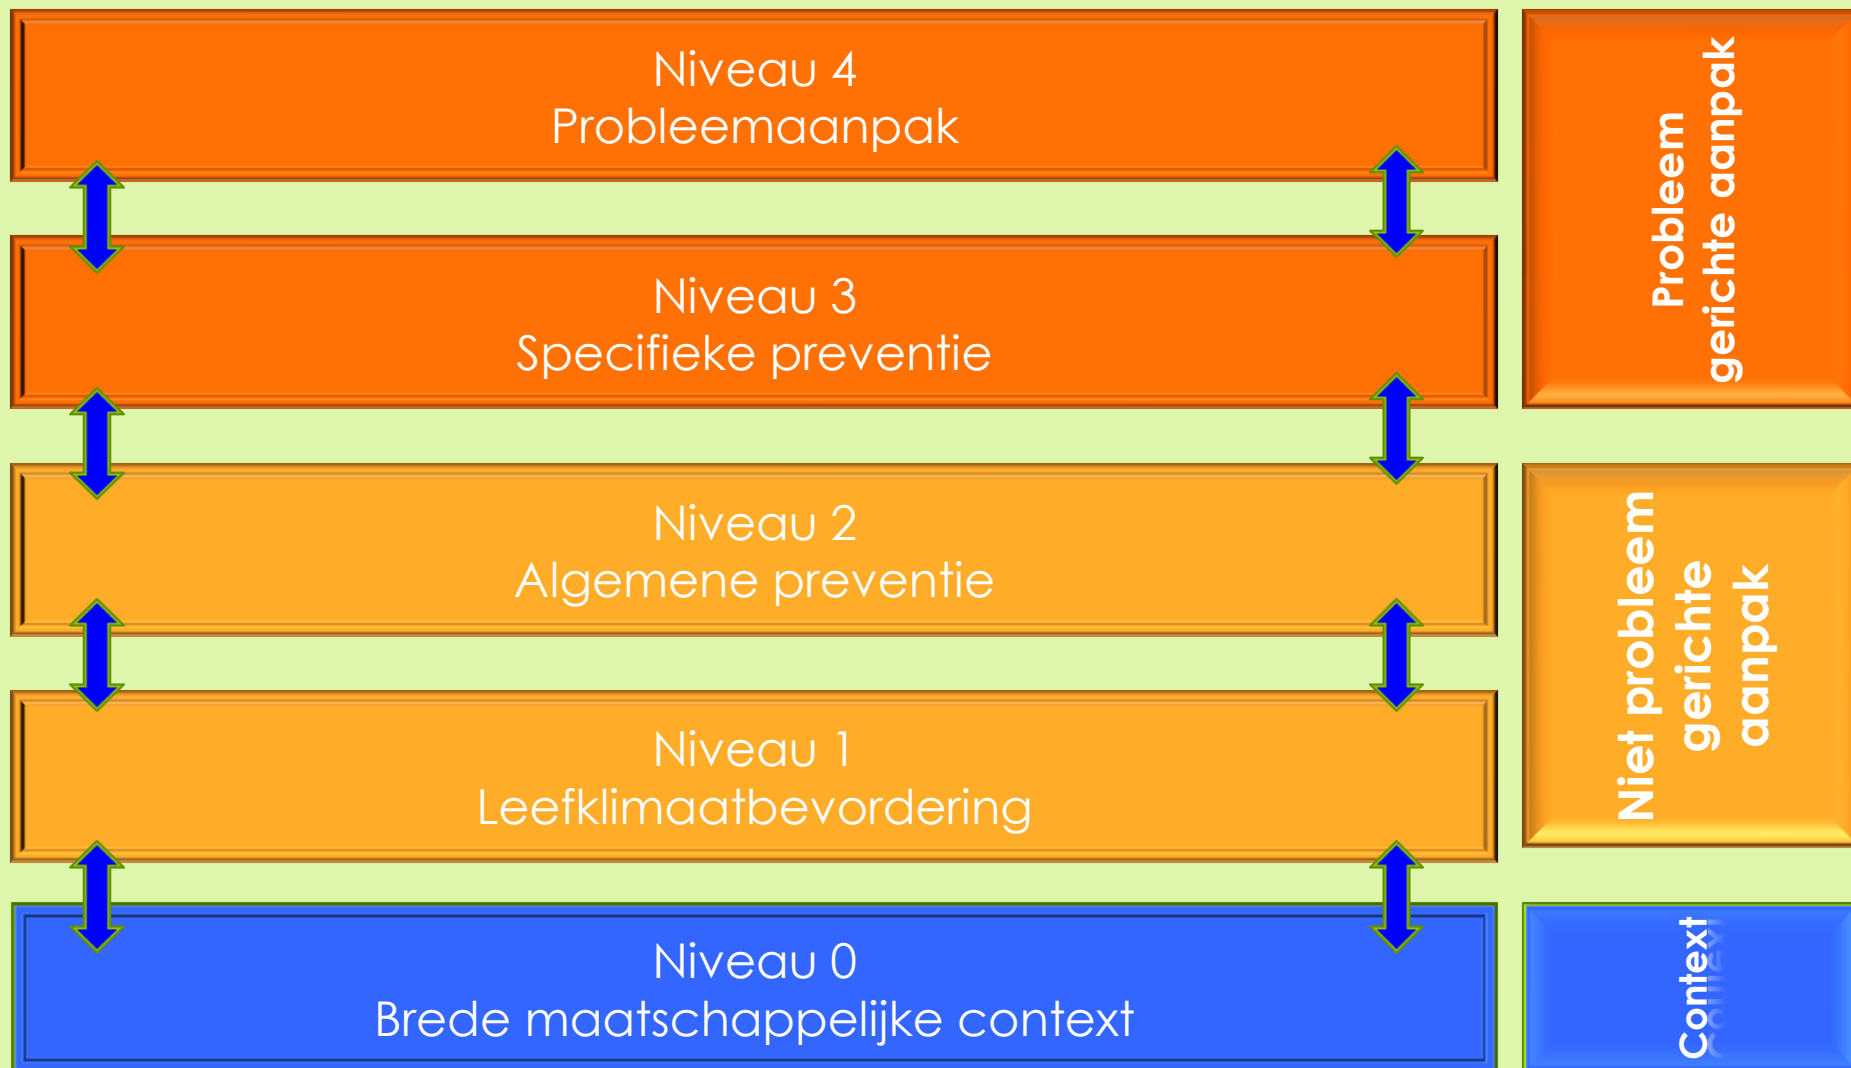 Niveau 4
Probleemaanpak
Niveau 3
Specifieke preventie
Niveau 2
Algemene preventie
Niveau 1
Leefklimaatbevordering
Niveau 0
Brede maatschappelijke context
Probleem
gerichte aanpak
Niet probleem
gerichte
aanpak
Context